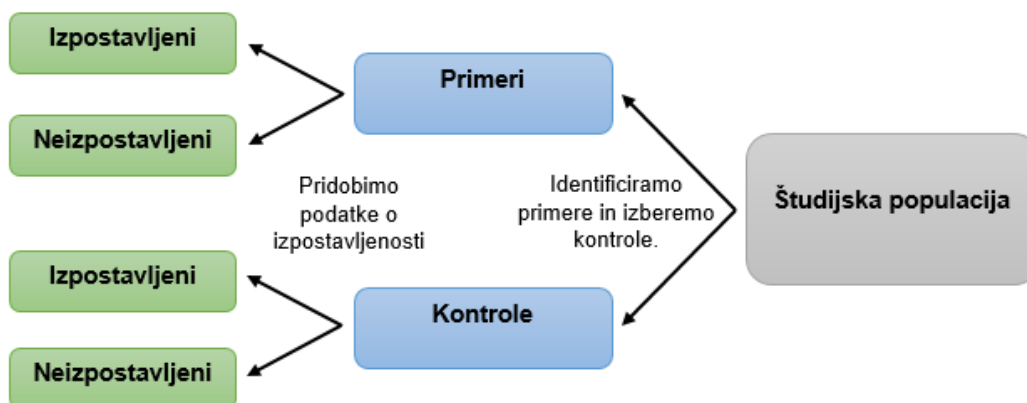 Izpostavljeni
Primeri
Neizpostavljeni
Pridobimo
podatke o
izpostavljenosti
Identificiramo
primere in izberemo
kontrole.
Študijska populacija
Izpostavljeni
Kontrole
Neizpostavljeni